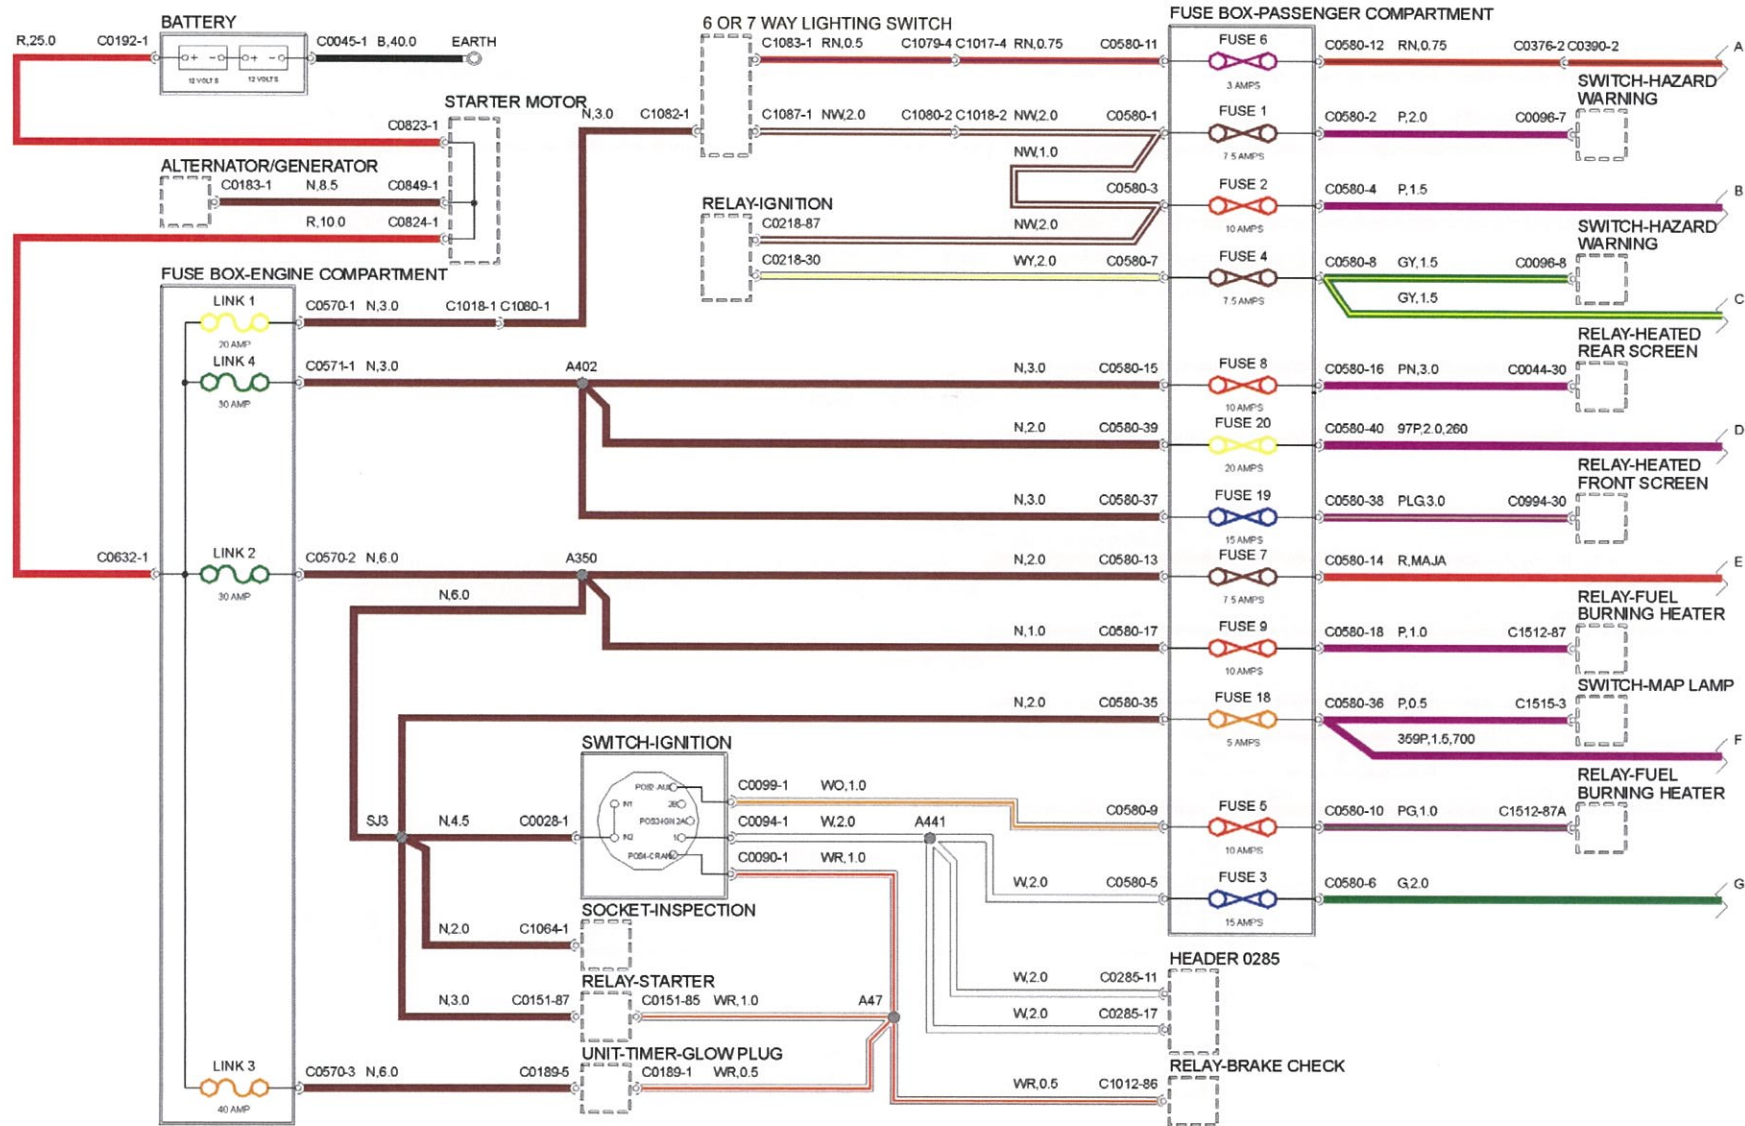 BATTERY
6 OR 7 WAY LIGHTING SWITCH
FUSE BOX-PASSENGER COMPARTMENT
R,25.0 C0192-1 C0045-1 B,40.0 EARTH
12 VOLTS 12 VOLTS
C1083-1 RN,0.5 C1079-4 C1017-4 RN,0.75 C0580-11
FUSE 6
3 AMPS
C0580-12 RN,0.75 C0376-2 C0390-2 A
SWITCH-HAZARD
WARNING
STARTER MOTOR
N,3.0 C1082-1 C1087-1 NW,2.0 C1080-2 C1018-2 NW,2.0 C0580-1
FUSE 1
7.5 AMPS
C0580-2 P,2.0 C0096-7
C0823-1
NW,1.0
ALTERNATOR/GENERATOR
C0183-1 N,8.5 C0849-1
C0580-3
FUSE 2
10 AMPS
C0580-4 P,1.5 B
RELAY-IGNITION
R,10.0 C0824-1
C0218-87 NW,2.0
SWITCH-HAZARD
WARNING
C0218-30 WY,2.0 C0580-7
FUSE 4
7.5 AMPS
C0580-8 GY,1.5 C0096-8
GY,1.5 C
FUSE BOX-ENGINE COMPARTMENT
LINK 1
20 AMP
C0570-1 N,3.0 C1018-1 C1080-1
RELAY-HEATED
REAR SCREEN
LINK 4
30 AMP
C0571-1 N,3.0 A402 N,3.0 C0580-15
FUSE 8
10 AMPS
C0580-16 PN,3.0 C0044-30
N,2.0 C0580-39
FUSE 20
20 AMPS
C0580-40 97P,2.0,260 D
RELAY-HEATED
FRONT SCREEN
N,3.0 C0580-37
FUSE 19
15 AMPS
C0580-38 PLG3.0 C0994-30
C0632-1
LINK 2
30 AMP
C0570-2 N,6.0 A350 N,2.0 C0580-13
FUSE 7
7.5 AMPS
C0580-14 R,MAJA E
N,6.0
RELAY-FUEL
BURNING HEATER
N,1.0 C0580-17
FUSE 9
10 AMPS
C0580-18 P,1.0 C1512-87
SWITCH-MAP LAMP
N,2.0 C0580-35
FUSE 18
5 AMPS
C0580-36 P,0.5 C1515-3
359P,1.5,700 F
SWITCH-IGNITION
RELAY-FUEL
BURNING HEATER
POS2-AUX
IN1 2B
POS3-IGN 2A
IN2 1
POS4-CRANK
C0099-1 WO,1.0 C0580-9
FUSE 5
10 AMPS
C0580-10 PG,1.0 C1512-87A
SJ3 N,4.5 C0028-1 C0094-1 W,2.0 A441
C0090-1 WR,1.0
W,2.0 C0580-5
FUSE 3
15 AMPS
C0580-6 G2.0 G
SOCKET-INSPECTION
N,2.0 C1064-1
HEADER 0285
W,2.0 C0285-11
RELAY-STARTER
N,3.0 C0151-87 C0151-85 WR,1.0 A47
W,2.0 C0285-17
UNIT-TIMER-GLOW PLUG
LINK 3
40 AMP
C0570-3 N,6.0 C0189-5 C0189-1 WR,0.5
RELAY-BRAKE CHECK
WR,0.5 C1012-86